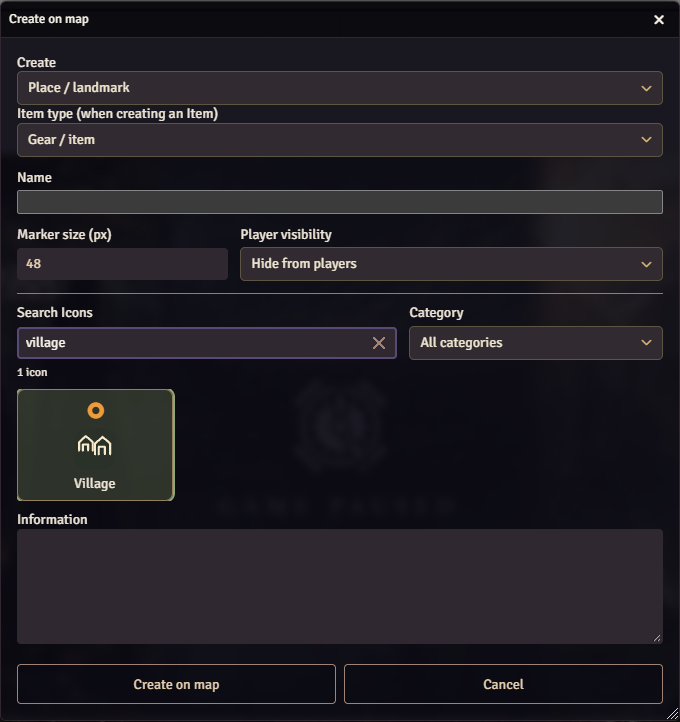 Create on map
Create
Place / landmark
Item type (when creating an Item)
Gear / item
Name
Marker size (px)
Player visibility
48
Hide from players
Search Icons
Category
village
All categories
1 icon
Village
GAME PAUSED
Information
Create on map
Cancel